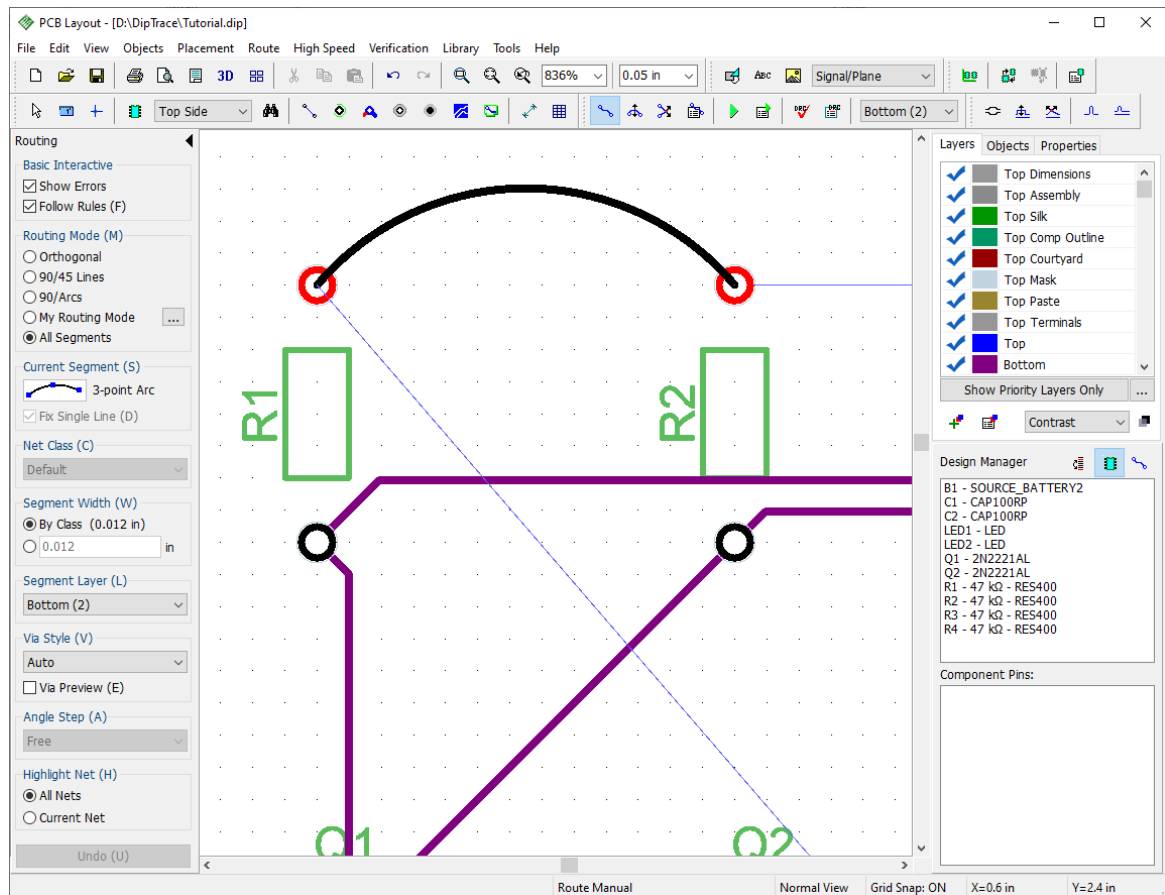 PCB Layout - [D:\DipTrace\Tutorial.dip]
File Edit View Objects Placement Route High Speed Verification Library Tools Help
3D 836% 0.05 in ABC Signal/Plane
Top Side DRC Bottom (2)
Routing
Basic Interactive
Show Errors
Follow Rules (F)
Routing Mode (M)
Orthogonal
90/45 Lines
90/Arcs
My Routing Mode ...
All Segments
Current Segment (S)
3-point Arc
Fix Single Line (D)
Net Class (C)
Default
Segment Width (W)
By Class (0.012 in)
0.012 in
Segment Layer (L)
Bottom (2)
Via Style (V)
Auto
Via Preview (E)
Angle Step (A)
Free
Highlight Net (H)
All Nets
Current Net
Undo (U)
R1
R2
Q1
Q2
Layers Objects Properties
Top Dimensions
Top Assembly
Top Silk
Top Comp Outline
Top Courtyard
Top Mask
Top Paste
Top Terminals
Top
Bottom
Show Priority Layers Only ...
Contrast
Design Manager
B1 - SOURCE_BATTERY2
C1 - CAP100RP
C2 - CAP100RP
LED1 - LED
LED2 - LED
Q1 - 2N2221AL
Q2 - 2N2221AL
R1 - 47 kΩ - RES400
R2 - 47 kΩ - RES400
R3 - 47 kΩ - RES400
R4 - 47 kΩ - RES400
Component Pins:
Route Manual Normal View Grid Snap: ON X=0.6 in Y=2.4 in